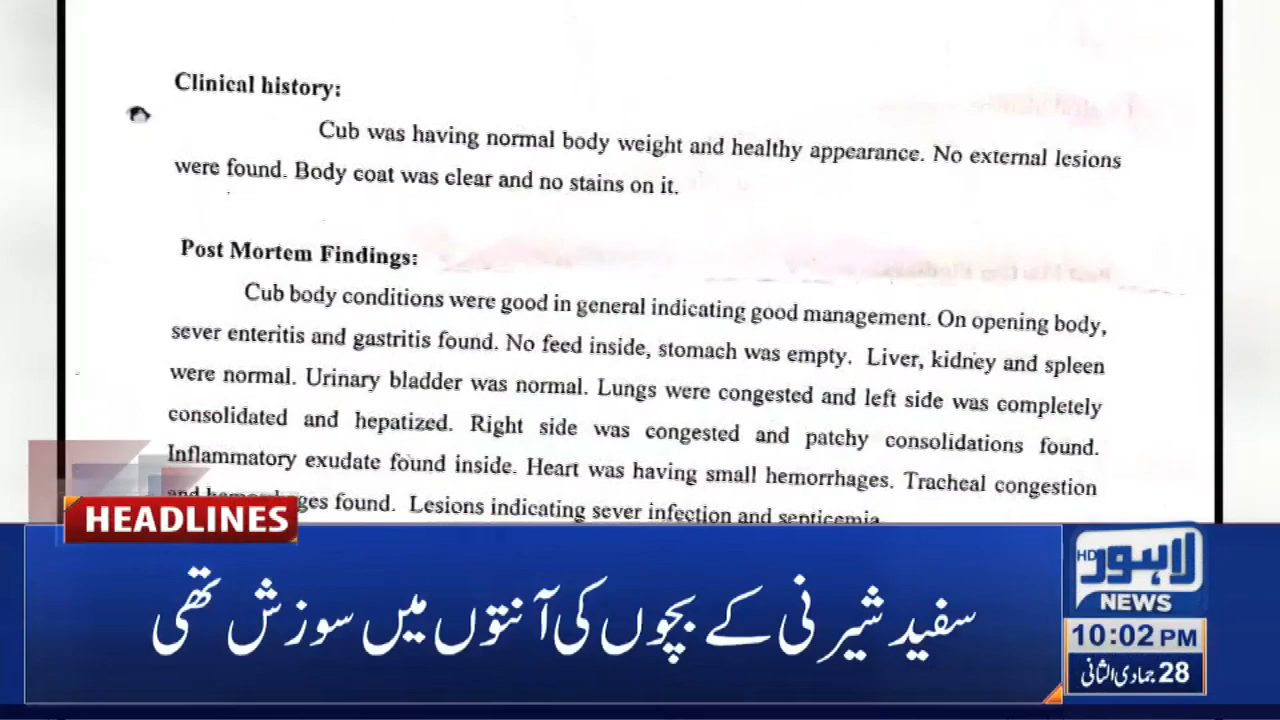 Clinical history:
Cub was having normal body weight and healthy appearance. No external lesions
were found. Body coat was clear and no stains on it.
Post Mortem Findings:
Cub body conditions were good in general indicating good management. On opening body,
sever enteritis and gastritis found. No feed inside, stomach was empty. Liver, kidney and spleen
were normal. Urinary bladder was normal. Lungs were congested and left side was completely
consolidated and hepatized. Right side was congested and patchy consolidations found.
Inflammatory exudate found inside. Heart was having small hemorrhages. Tracheal congestion
and hemorrhages found. Lesions indicating sever infection and septicemia
HEADLINES
سفید شیرنی کے بچوں کی آنتوں میں سوزش تھی
لاہور HD
NEWS
10:02 PM
28 جمادی الثانی